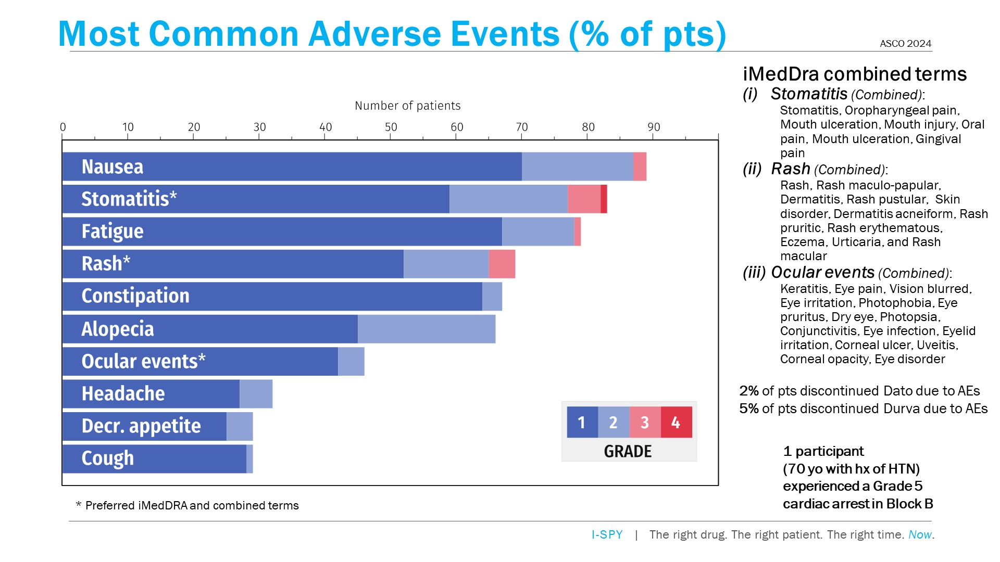 Most Common Adverse Events (% of pts)
ASCO 2024
Number of patients
0 10 20 30 40 50 60 70 80 90
Nausea
Stomatitis*
Fatigue
Rash*
Constipation
Alopecia
Ocular events*
Headache
Decr. appetite
Cough
1 2 3 4
GRADE
* Preferred iMedDRA and combined terms
iMedDra combined terms
(i) Stomatitis (Combined):
Stomatitis, Oropharyngeal pain,
Mouth ulceration, Mouth injury, Oral
pain, Mouth ulceration, Gingival
pain
(ii) Rash (Combined):
Rash, Rash maculo-papular,
Dermatitis, Rash pustular, Skin
disorder, Dermatitis acneiform, Rash
pruritic, Rash erythematous,
Eczema, Urticaria, and Rash
macular
(iii) Ocular events (Combined):
Keratitis, Eye pain, Vision blurred,
Eye irritation, Photophobia, Eye
pruritus, Dry eye, Photopsia,
Conjunctivitis, Eye infection, Eyelid
irritation, Corneal ulcer, Uveitis,
Corneal opacity, Eye disorder
2% of pts discontinued Dato due to AEs
5% of pts discontinued Durva due to AEs
1 participant
(70 yo with hx of HTN)
experienced a Grade 5
cardiac arrest in Block B
I-SPY | The right drug. The right patient. The right time. Now.